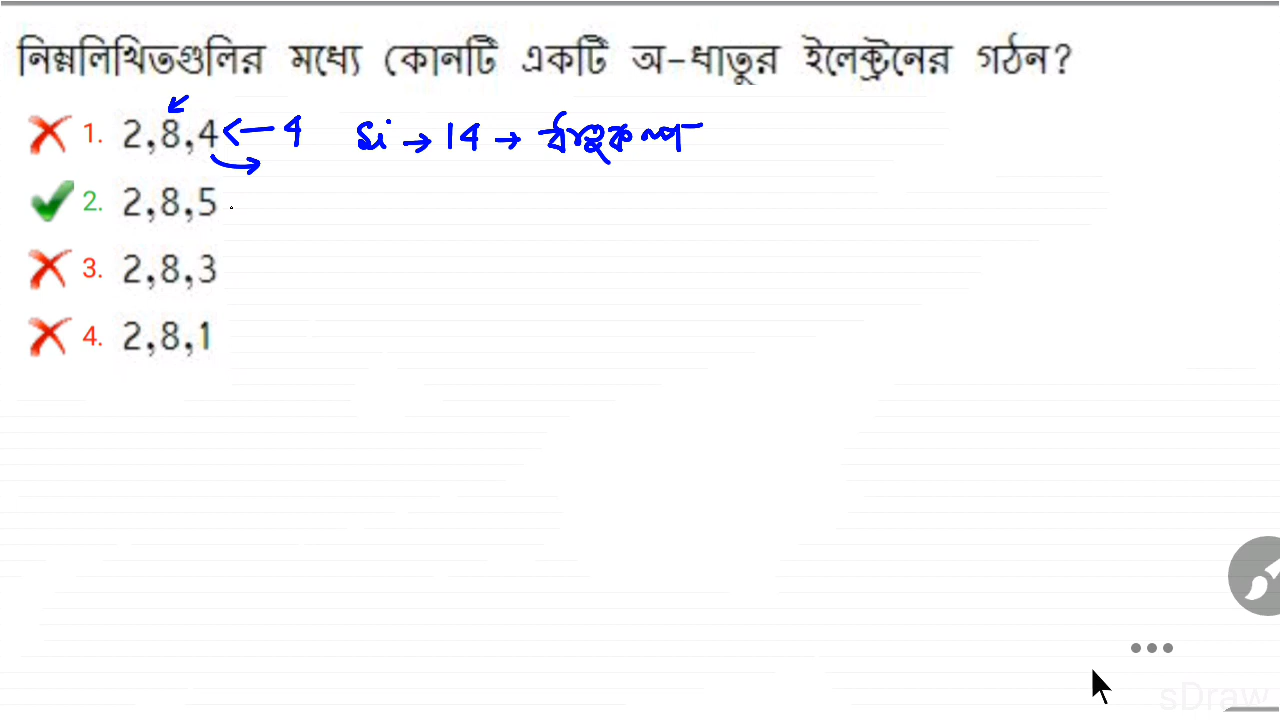 নিম্নলিখিতগুলির মধ্যে কোনটি একটি অ-ধাতুর ইলেক্ট্রনের গঠন?
1. 2,8,4 ← 4 Si → 14 →
2. 2,8,5
3. 2,8,3
4. 2,8,1
sDraw